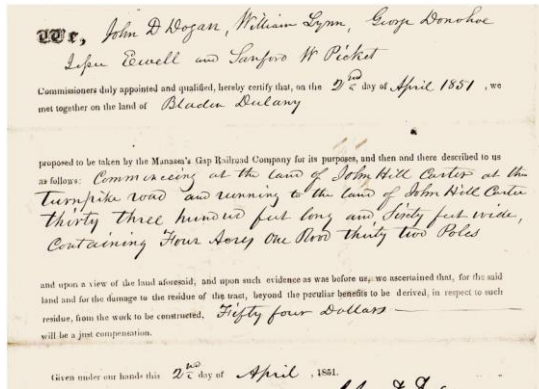 We, John D Dogan, William Lynn, George Donohoe
Jesse Ewell and Sanford W Picket
Commissioners duly appointed and qualified, hereby certify that, on the 2nd day of April 1851, we
met together on the land of Bladen Dulany
proposed to be taken by the Manassa's Gap Railroad Company for its purposes, and then and there described to us
as follows: Commenceing at the land of John Hill Carter at the
turnpike road and running to the land of John Hill Carter
thirty three hundred feet long and, Sixty feet wide,
Containing Four Acres One Rood thirty two Poles
and upon a view of the land aforesaid, and upon such evidence as was before us, we ascertained that, for the said
land and for the damage to the residue of the tract, beyond the peculiar benefits to be derived, in respect to such
residue, from the work to be constructed, Fifty four Dollars
will be a just compensation.
Given under our hands this 2nd day of April, 1851.